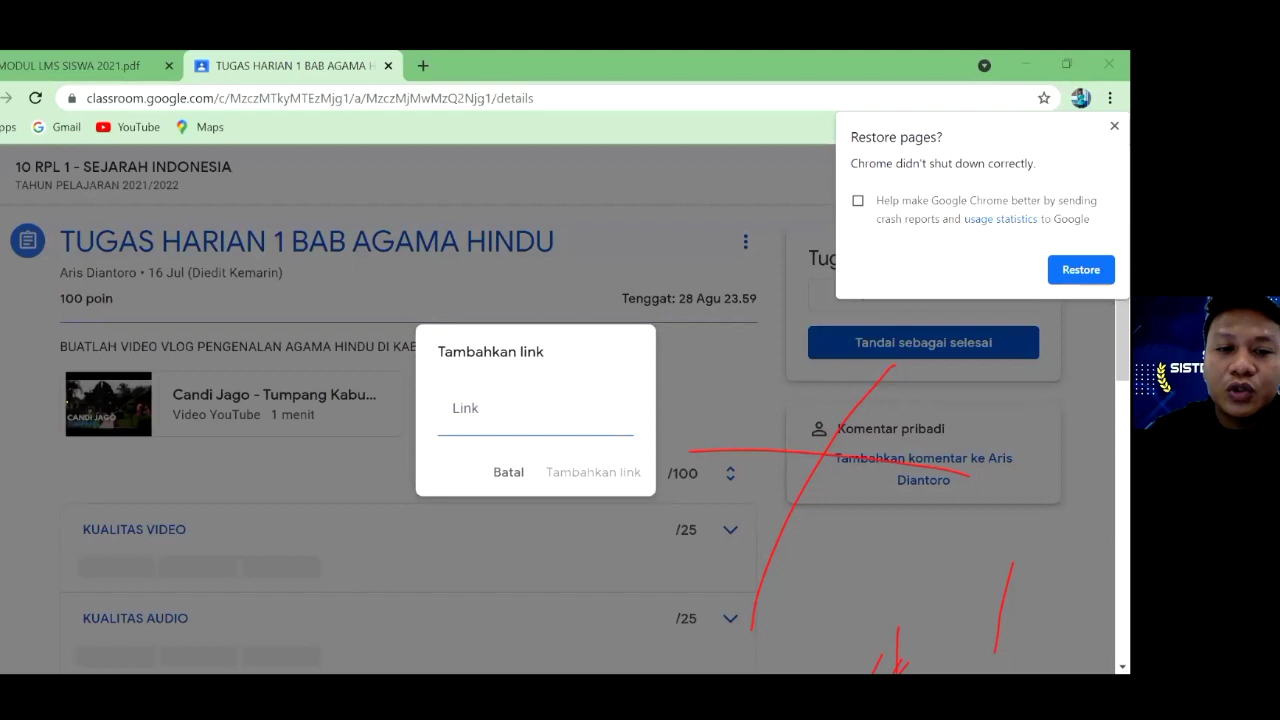 MODUL LMS SISWA 2021.pdf
TUGAS HARIAN 1 BAB AGAMA H
classroom.google.com/c/MzczMTkyMTEzMjg1/a/MzczMjMwMzQ2Njg1/details
pps
Gmail
YouTube
Maps
Restore pages?
Chrome didn't shut down correctly.
Help make Google Chrome better by sending
crash reports and usage statistics to Google
Restore
10 RPL 1 - SEJARAH INDONESIA
TAHUN PELAJARAN 2021/2022
TUGAS HARIAN 1 BAB AGAMA HINDU
Aris Diantoro • 16 Jul (Diedit Kemarin)
100 poin
Tenggat: 28 Agu 23.59
BUATLAH VIDEO VLOG PENGENALAN AGAMA HINDU DI KAB
CANDI JAGO
Candi Jago - Tumpang Kabu...
Video YouTube 1 menit
Tambahkan link
Link
Batal
Tambahkan link
/100
KUALITAS VIDEO
/25
KUALITAS AUDIO
/25
Tug
Tandai sebagai selesai
Komentar pribadi
Tambahkan komentar ke Aris
Diantoro
SISTE